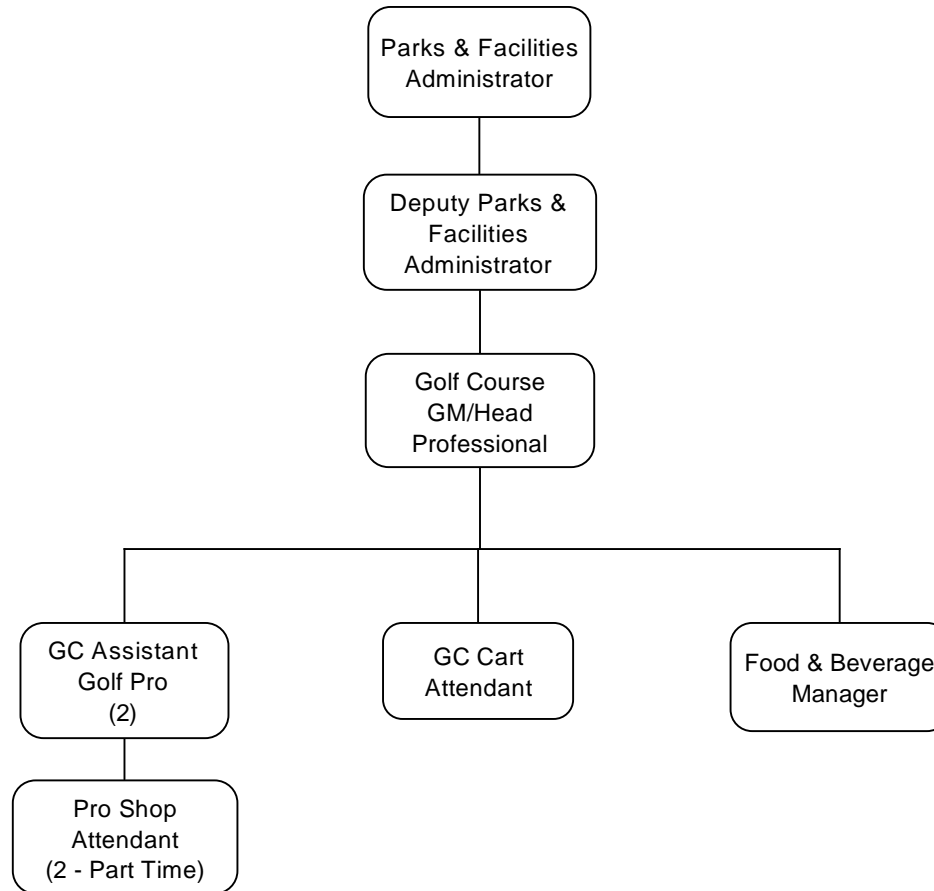 Parks & Facilities
Administrator
Deputy Parks &
Facilities
Administrator
Golf Course
GM/Head
Professional
GC Assistant
Golf Pro
(2)
GC Cart
Attendant
Food & Beverage
Manager
Pro Shop
Attendant
(2 - Part Time)